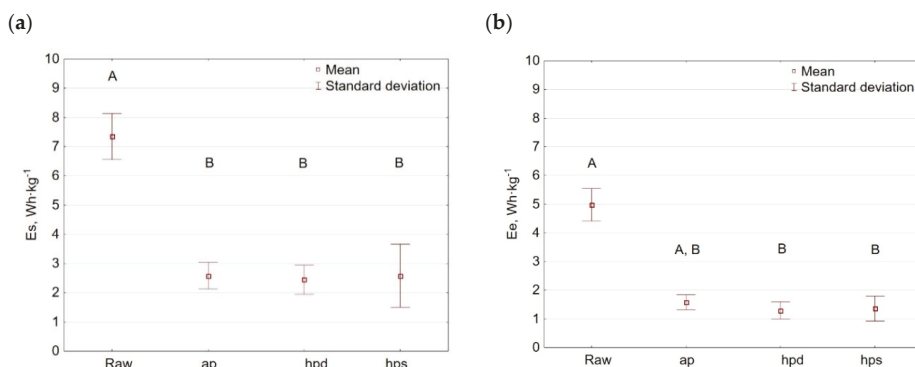 (a)
10
9
8
7
6
5
4
3
2
1
0
Es, Wh·kg⁻¹
A
B
B
B
Mean
Standard deviation
Raw
ap
hpd
hps
(b)
10
9
8
7
6
5
4
3
2
1
0
Ee, Wh·kg⁻¹
A
A, B
B
B
Mean
Standard deviation
Raw
ap
hpd
hps